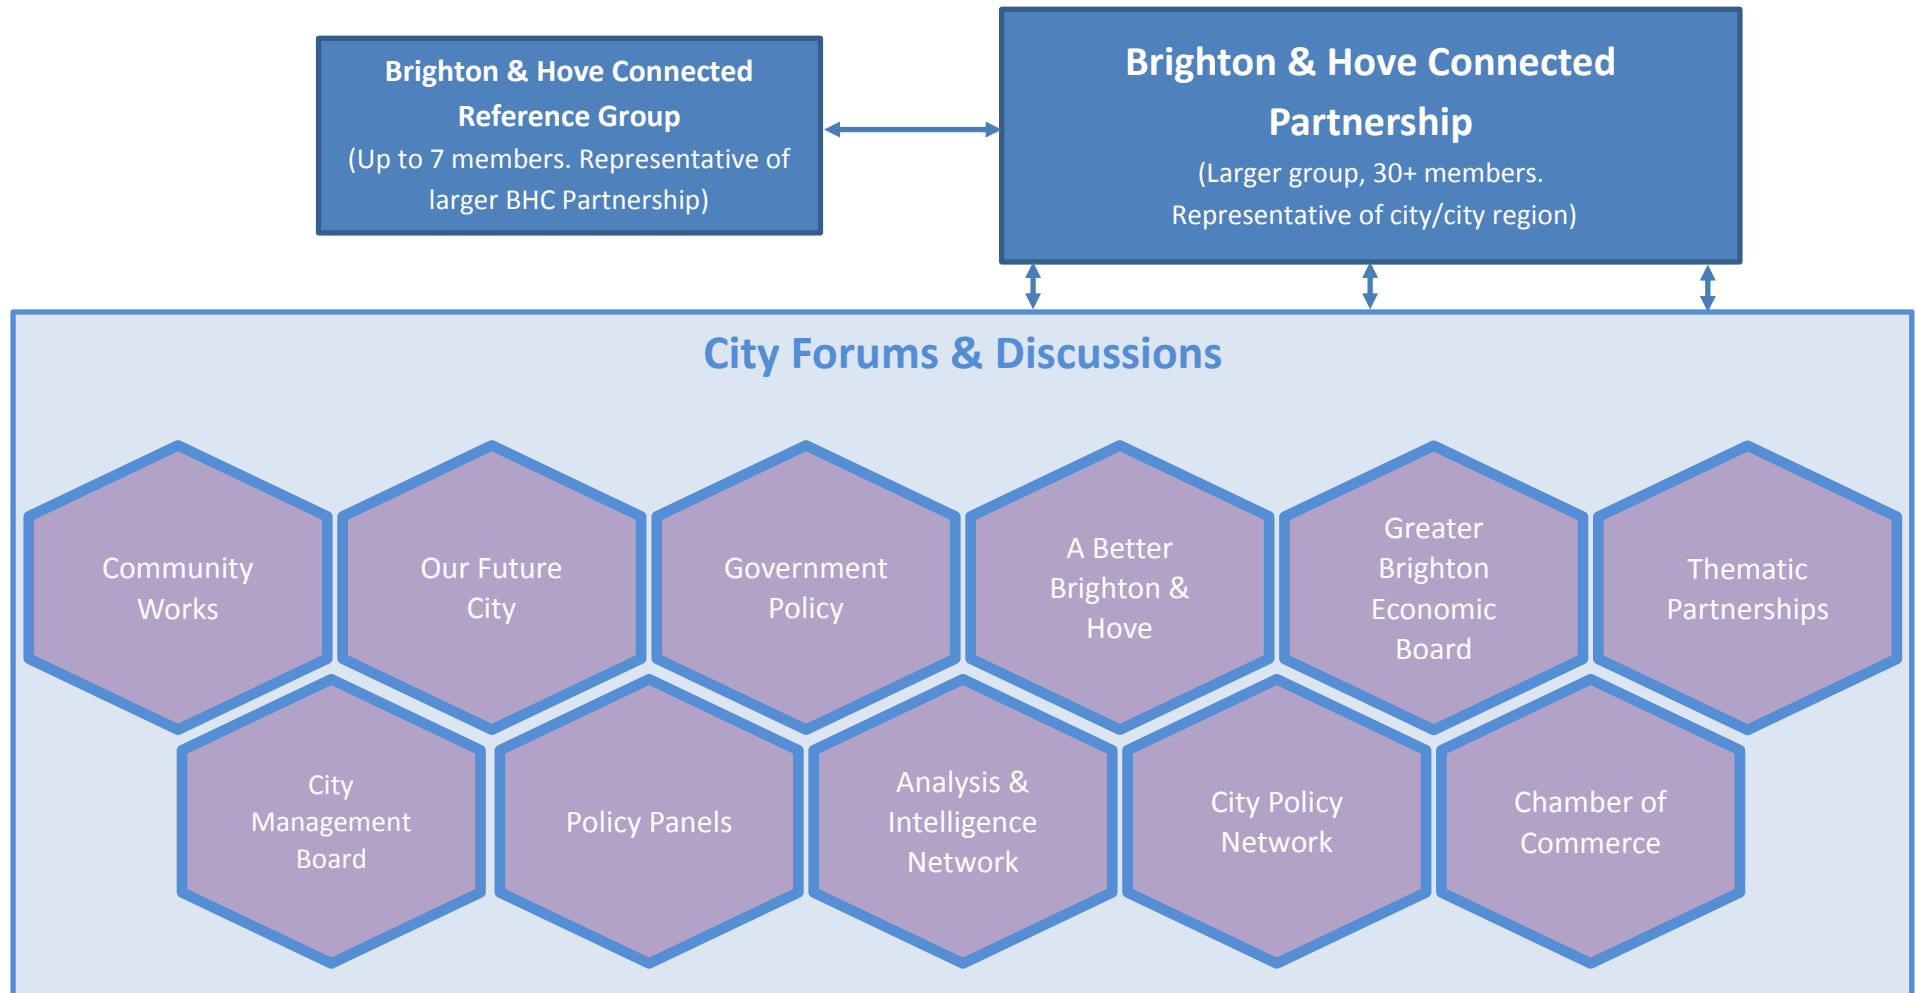 Brighton & Hove Connected
Reference Group
(Up to 7 members. Representative of
larger BHC Partnership)
Brighton & Hove Connected
Partnership
(Larger group, 30+ members.
Representative of city/city region)
City Forums & Discussions
Community
Works
Our Future
City
Government
Policy
A Better
Brighton &
Hove
Greater
Brighton
Economic
Board
Thematic
Partnerships
City
Management
Board
Policy Panels
Analysis &
Intelligence
Network
City Policy
Network
Chamber of
Commerce